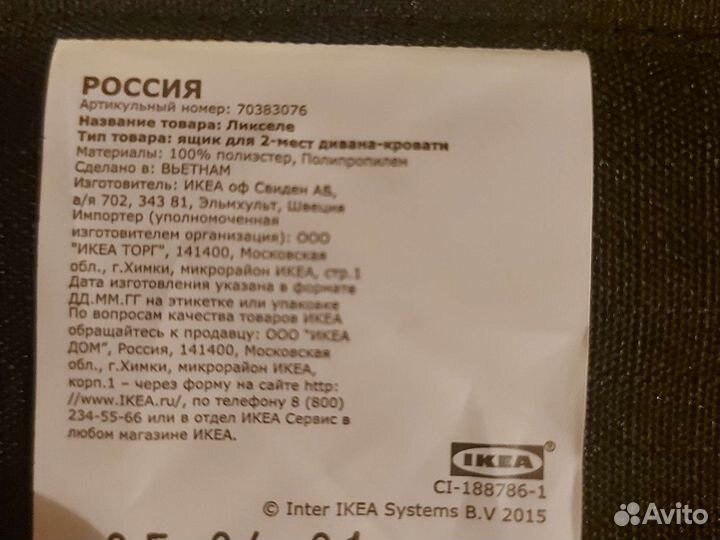 РОССИЯ
Артикульный номер: 70383076
Название товара: Ликселе
Тип товара: ящик для 2-мест дивана-кровати
Материалы: 100% полиэстер, Полипропилен
Сделано в: ВЬЕТНАМ
Изготовитель: ИКЕА оф Свиден АБ,
а/я 702, 343 81, Эльмхульт, Швеция
Импортер (уполномоченная
изготовителем организация): ООО
"ИКЕА ТОРГ", 141400, Московская
обл., г.Химки, микрорайон ИКЕА, стр.1
Дата изготовления указана в формате
ДД.ММ.ГГ на этикетке или упаковке
По вопросам качества товаров ИКЕА
обращайтесь к продавцу: ООО "ИКЕА
ДОМ", Россия, 141400, Московская
обл., г.Химки, микрорайон ИКЕА,
корп.1 – через форму на сайте http:
//www.IKEA.ru/, по телефону 8 (800)
234-55-66 или в отдел ИКЕА Сервис в
любом магазине ИКЕА.
IKEA®
CI-188786-1
© Inter IKEA Systems B.V 2015
Avito